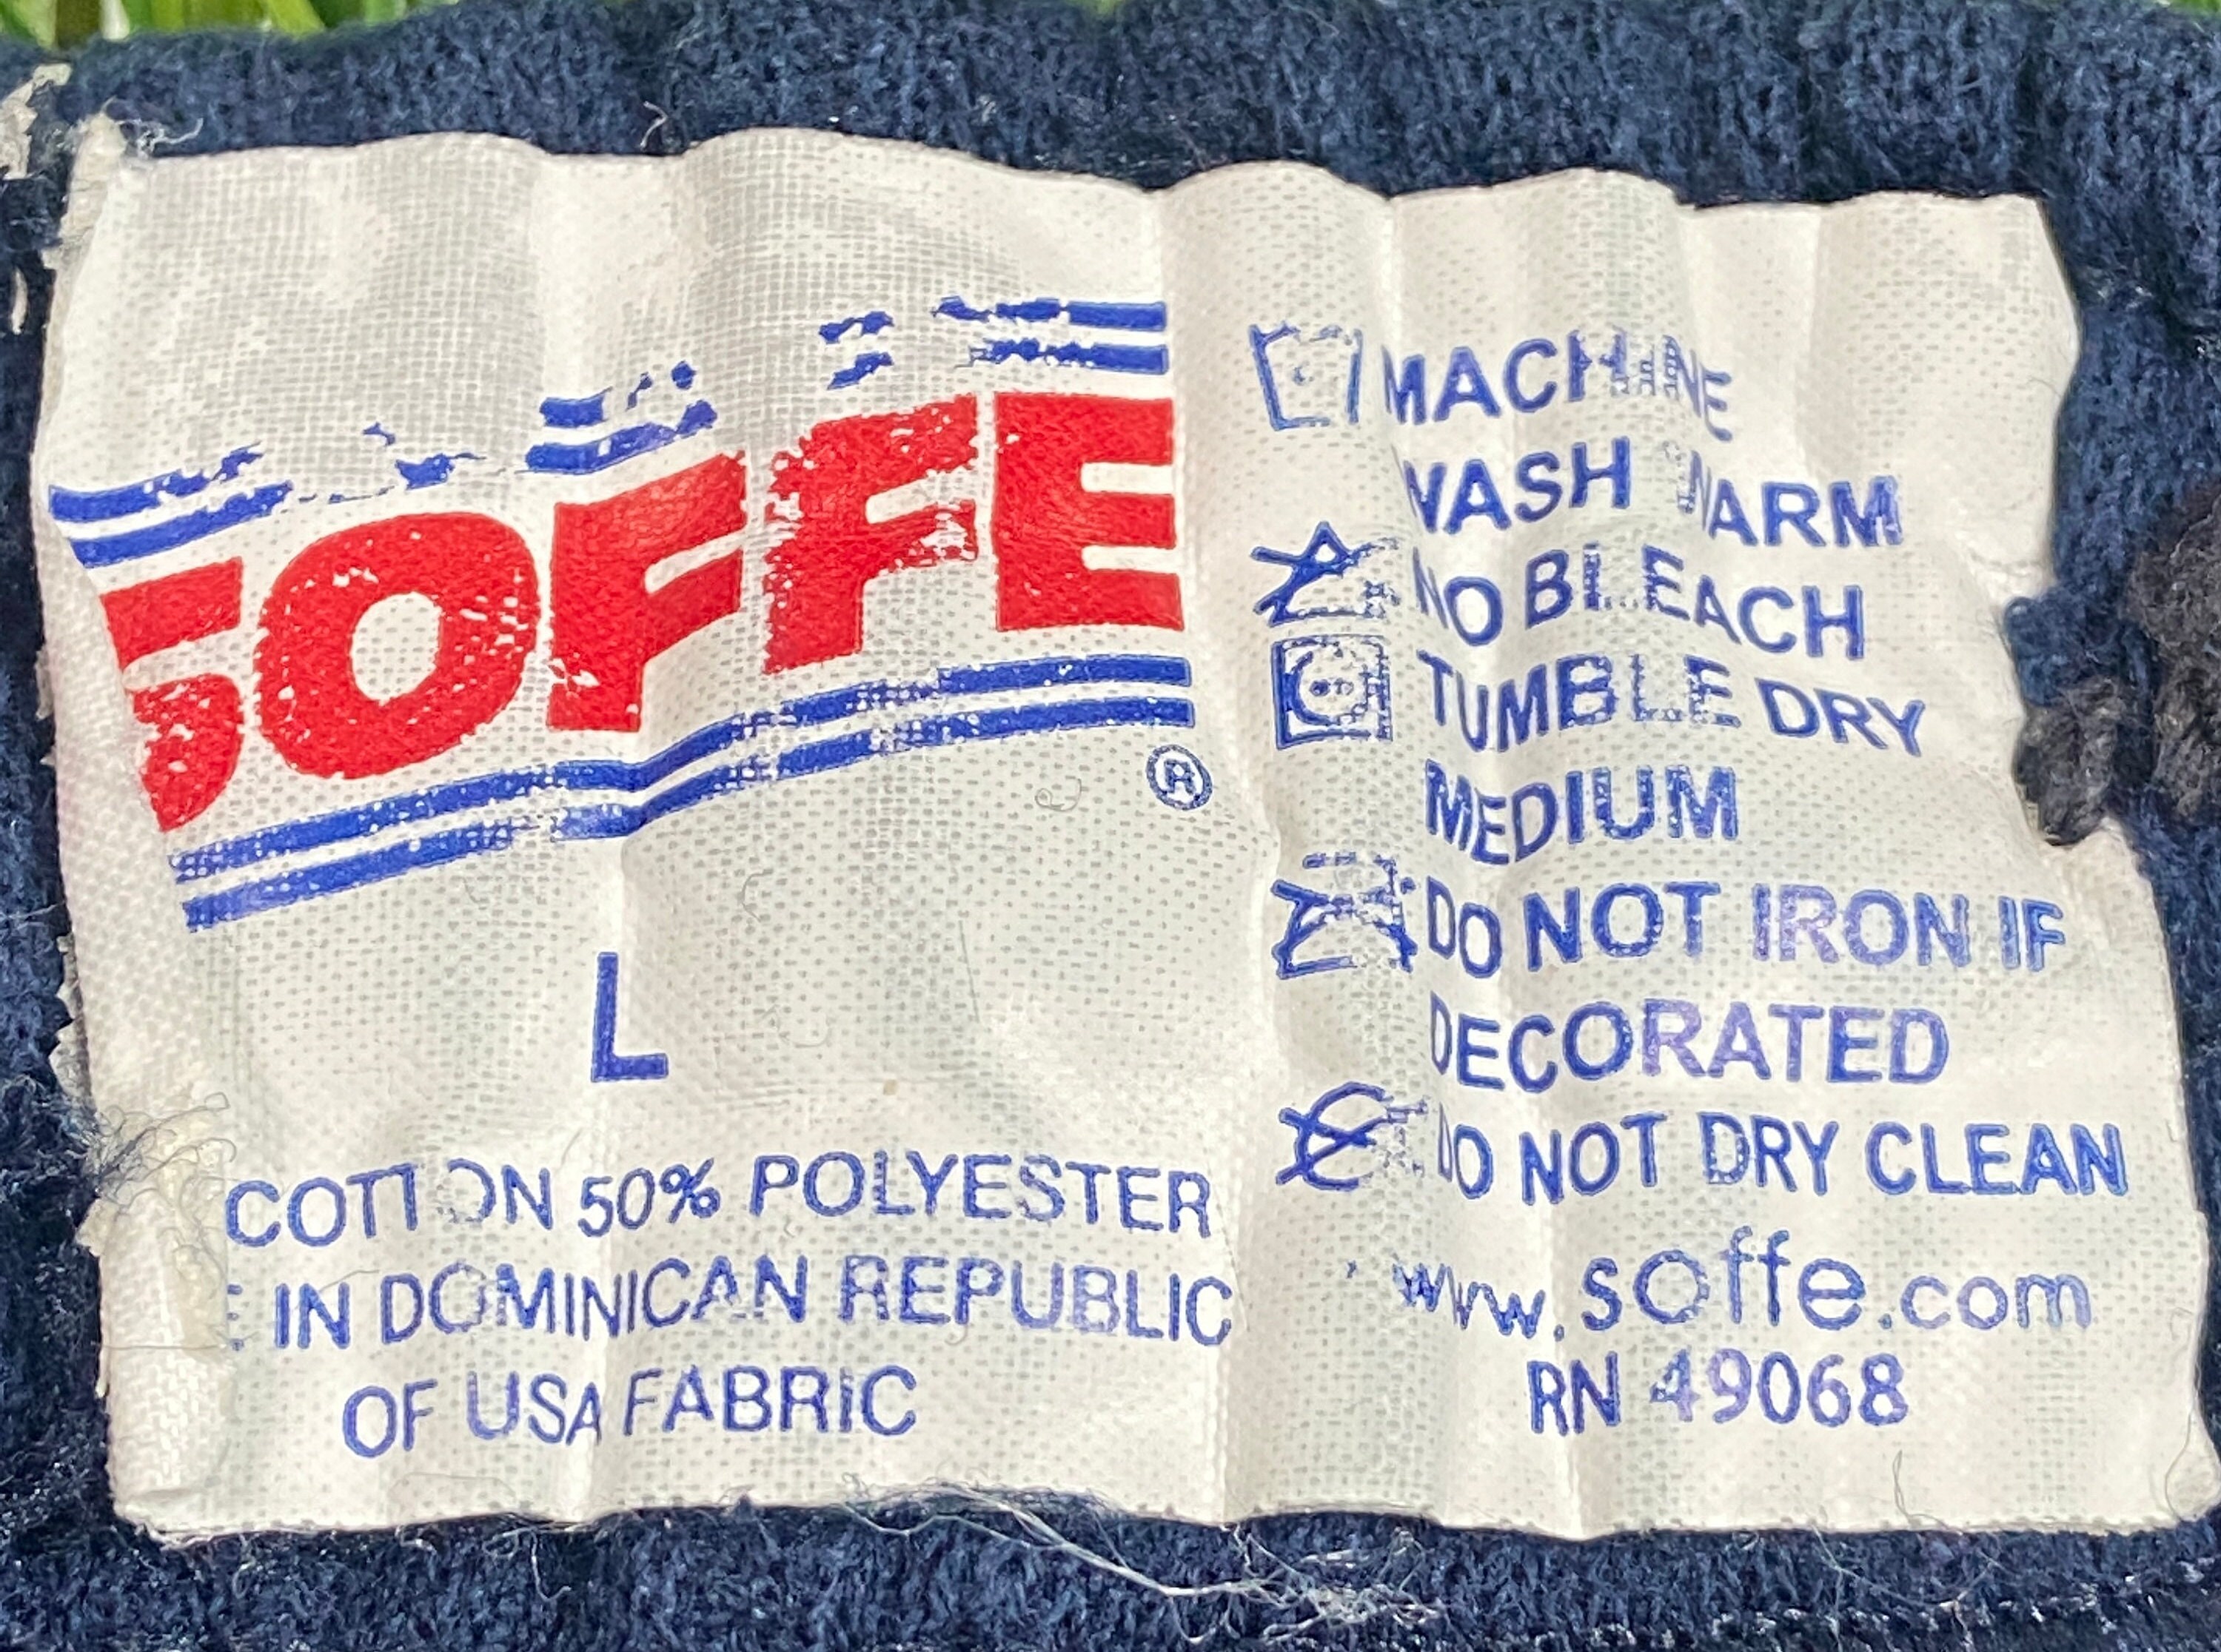 SOFFE
®
L
COTTON 50% POLYESTER
IN DOMINICAN REPUBLIC
OF USA FABRIC
MACHINE
WASH WARM
NO BLEACH
TUMBLE DRY
MEDIUM
DO NOT IRON IF
DECORATED
DO NOT DRY CLEAN
www.soffe.com
RN 49068